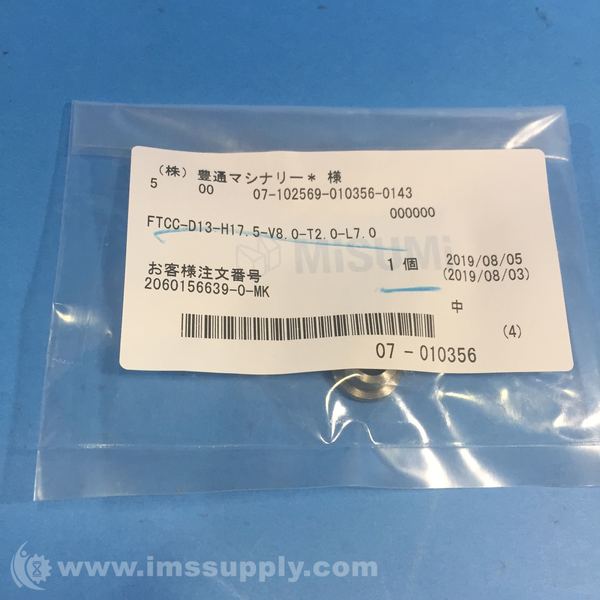 (株) 豊通マシナリー* 様
5 00 07-102569-010356-0143
000000
FTCC-D13-H17.5-V8.0-T2.0-L7.0
MiSUMi
1個 2019/08/05
(2019/08/03)
お客様注文番号
2060156639-0-MK
中
(4)
07-010356
www.imssupply.com